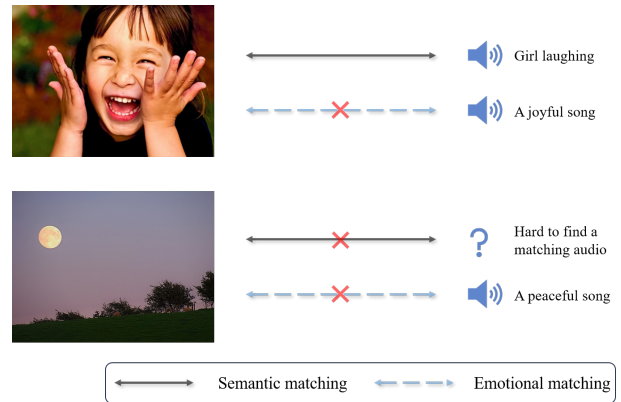 Girl laughing
A joyful song
Hard to find a
matching audio
A peaceful song
Semantic matching
Emotional matching